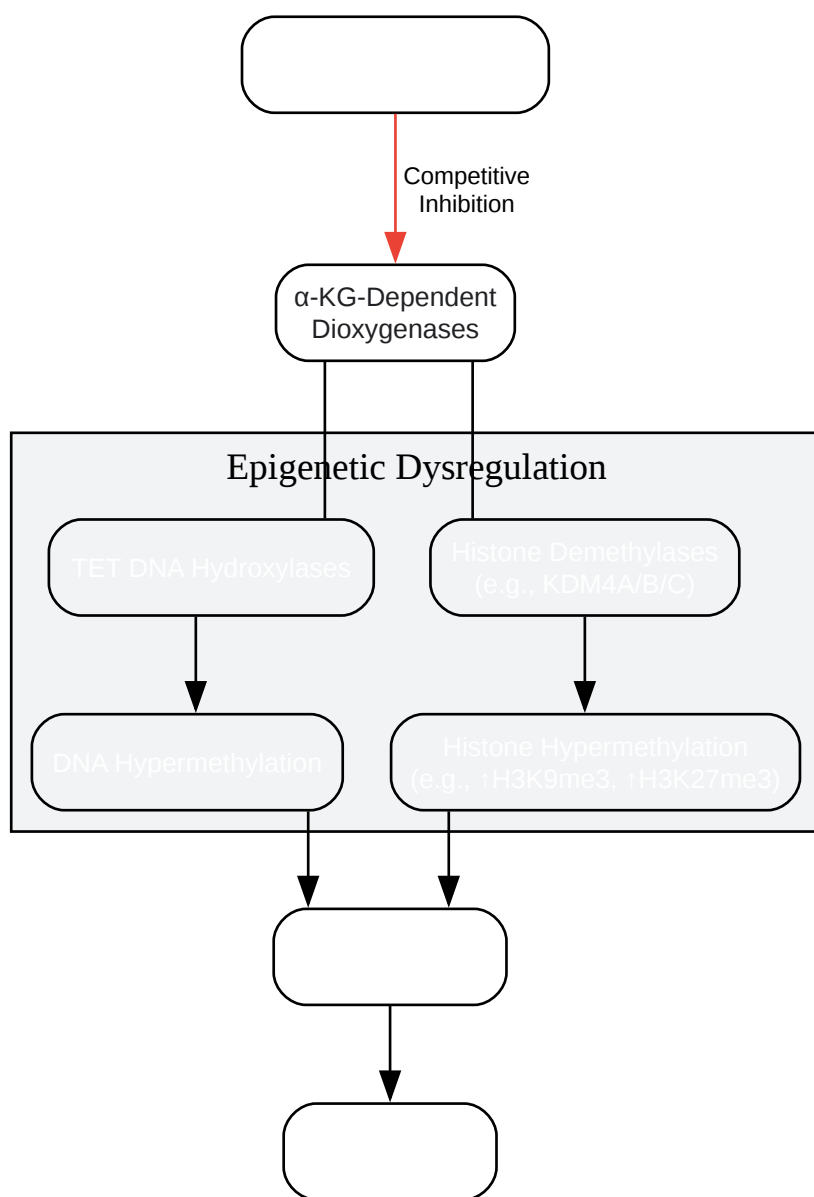 Competitive
Inhibition
α-KG-Dependent
Dioxygenases
Epigenetic Dysregulation
TET DNA Hydroxylases
Histone Demethylases
(e.g., KDM4A/B/C)
DNA Hypermethylation
Histone Hypermethylation
(e.g., ↑H3K9me3, ↑H3K27me3)